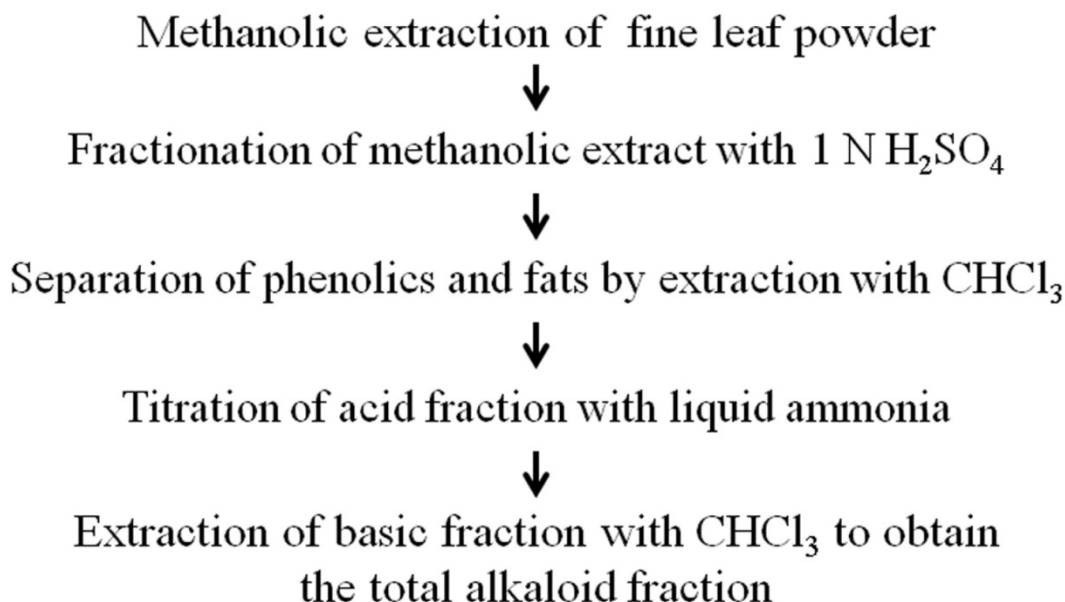 Methanolic extraction of fine leaf powder
Fractionation of methanolic extract with 1 N H₂SO₄
Separation of phenolics and fats by extraction with CHCl₃
Titration of acid fraction with liquid ammonia
Extraction of basic fraction with CHCl₃ to obtain
the total alkaloid fraction